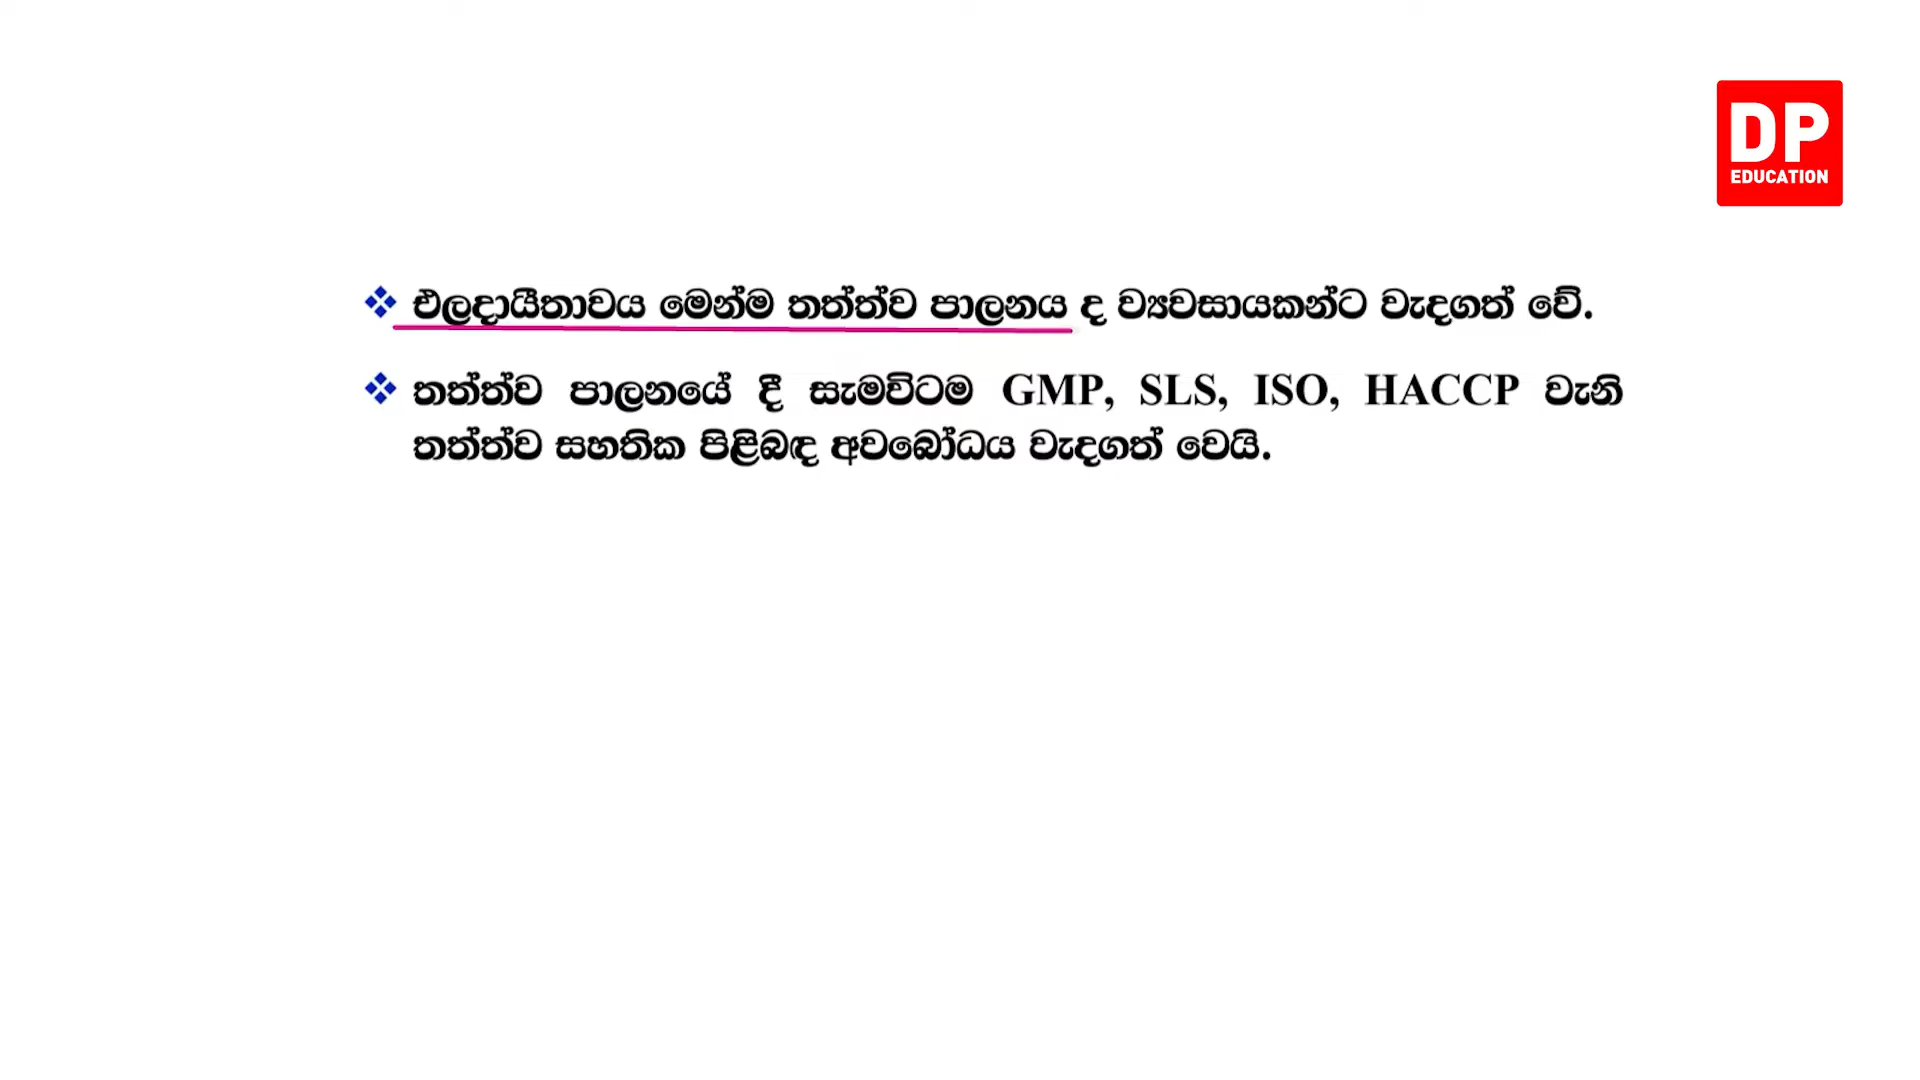 DP
EDUCATION
ඵලදායීතාවය මෙන්ම තත්ත්ව පාලනය ද ව්‍යවසායකන්ට වැදගත් වේ.
තත්ත්ව පාලනයේ දී සැමවිටම GMP, SLS, ISO, HACCP වැනි
තත්ත්ව සහතික පිළිබඳ අවබෝධය වැදගත් වෙයි.